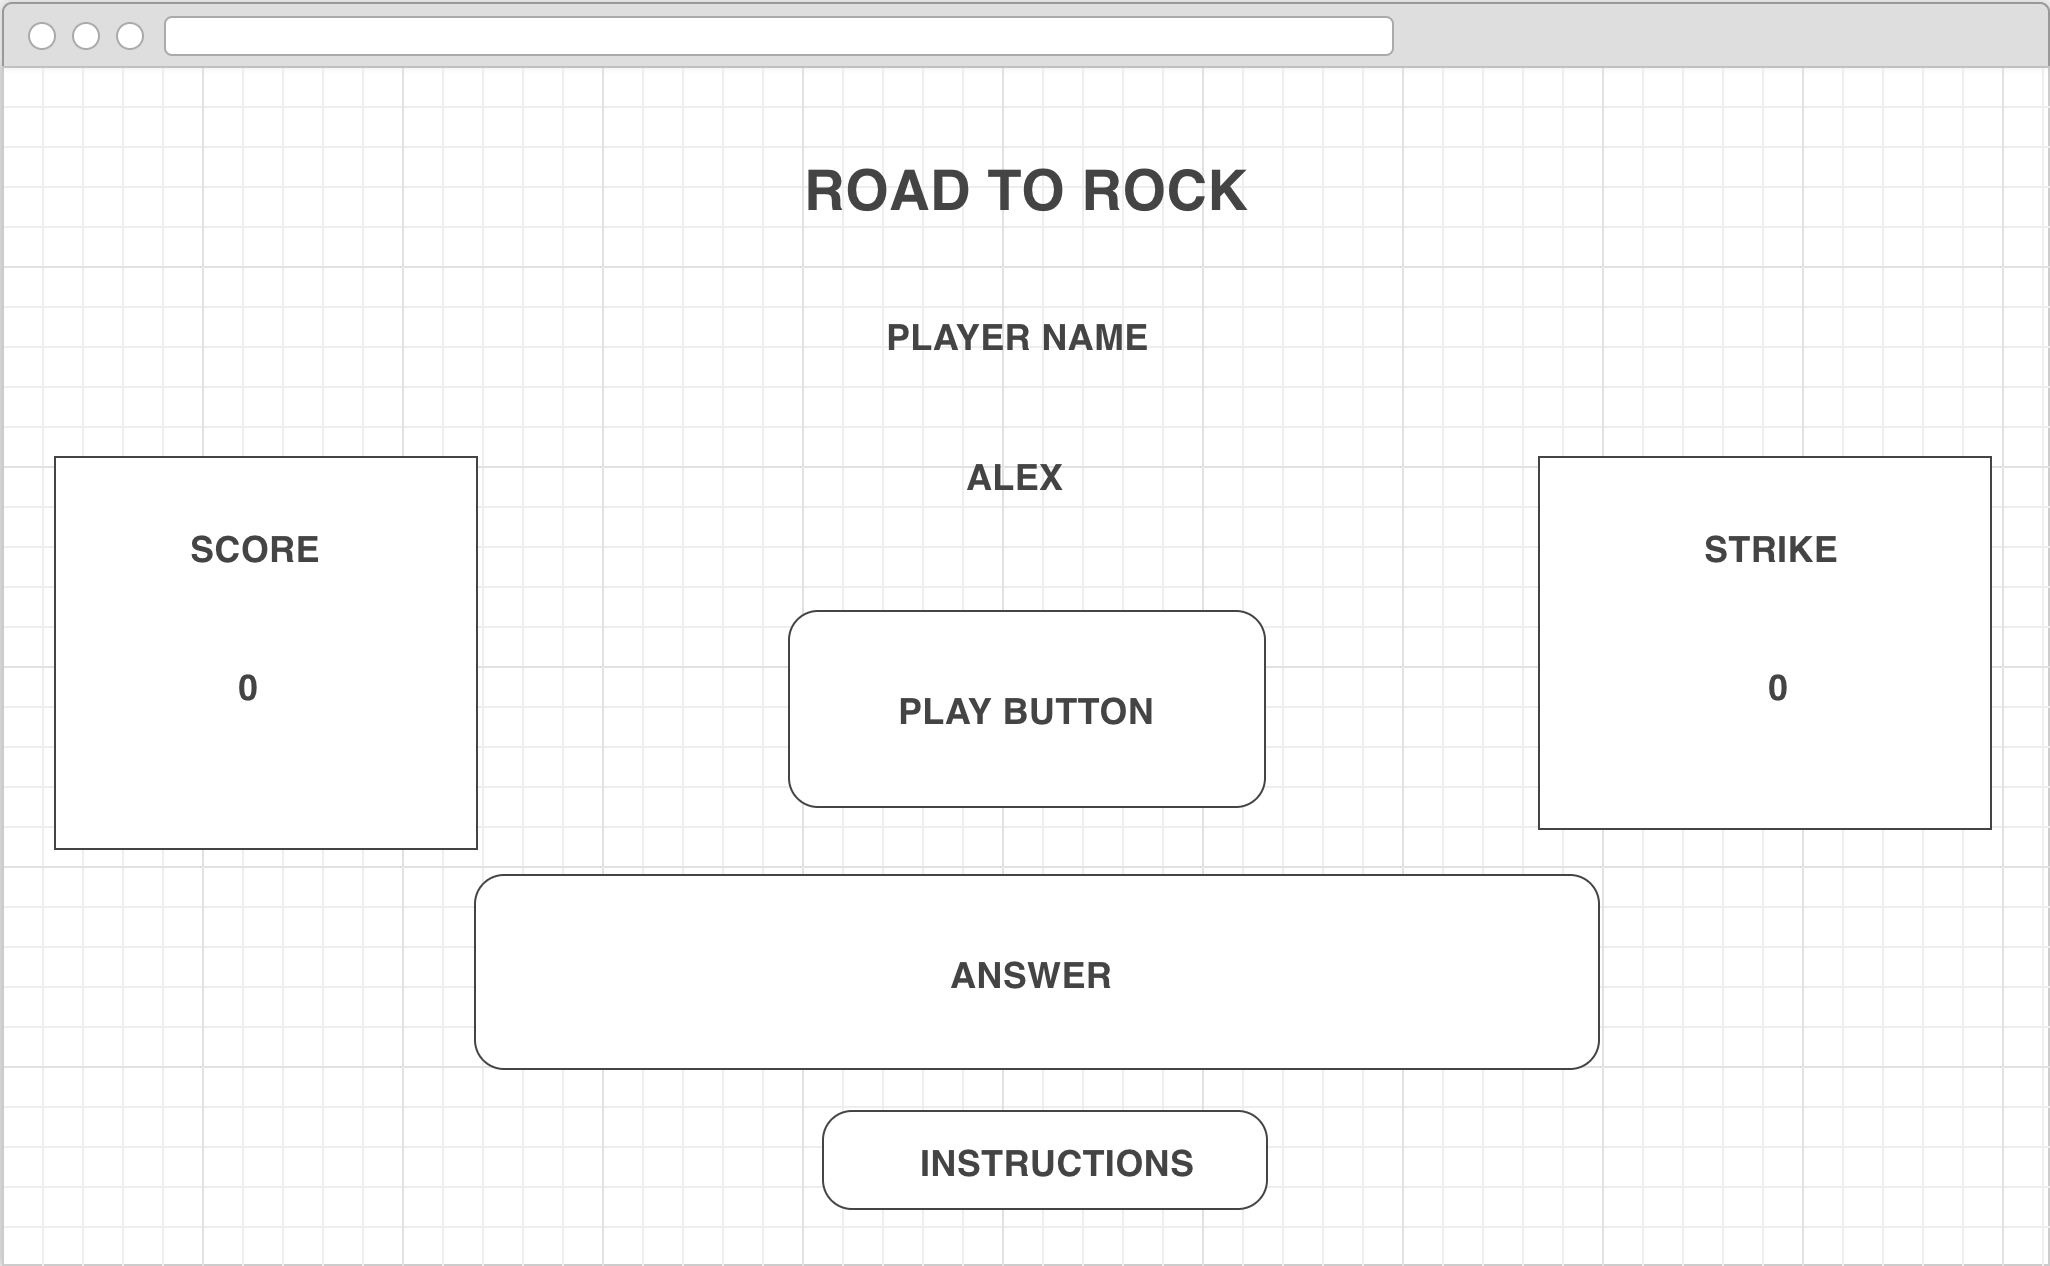 ROAD TO ROCK
PLAYER NAME
ALEX
SCORE
0
STRIKE
0
PLAY BUTTON
ANSWER
INSTRUCTIONS